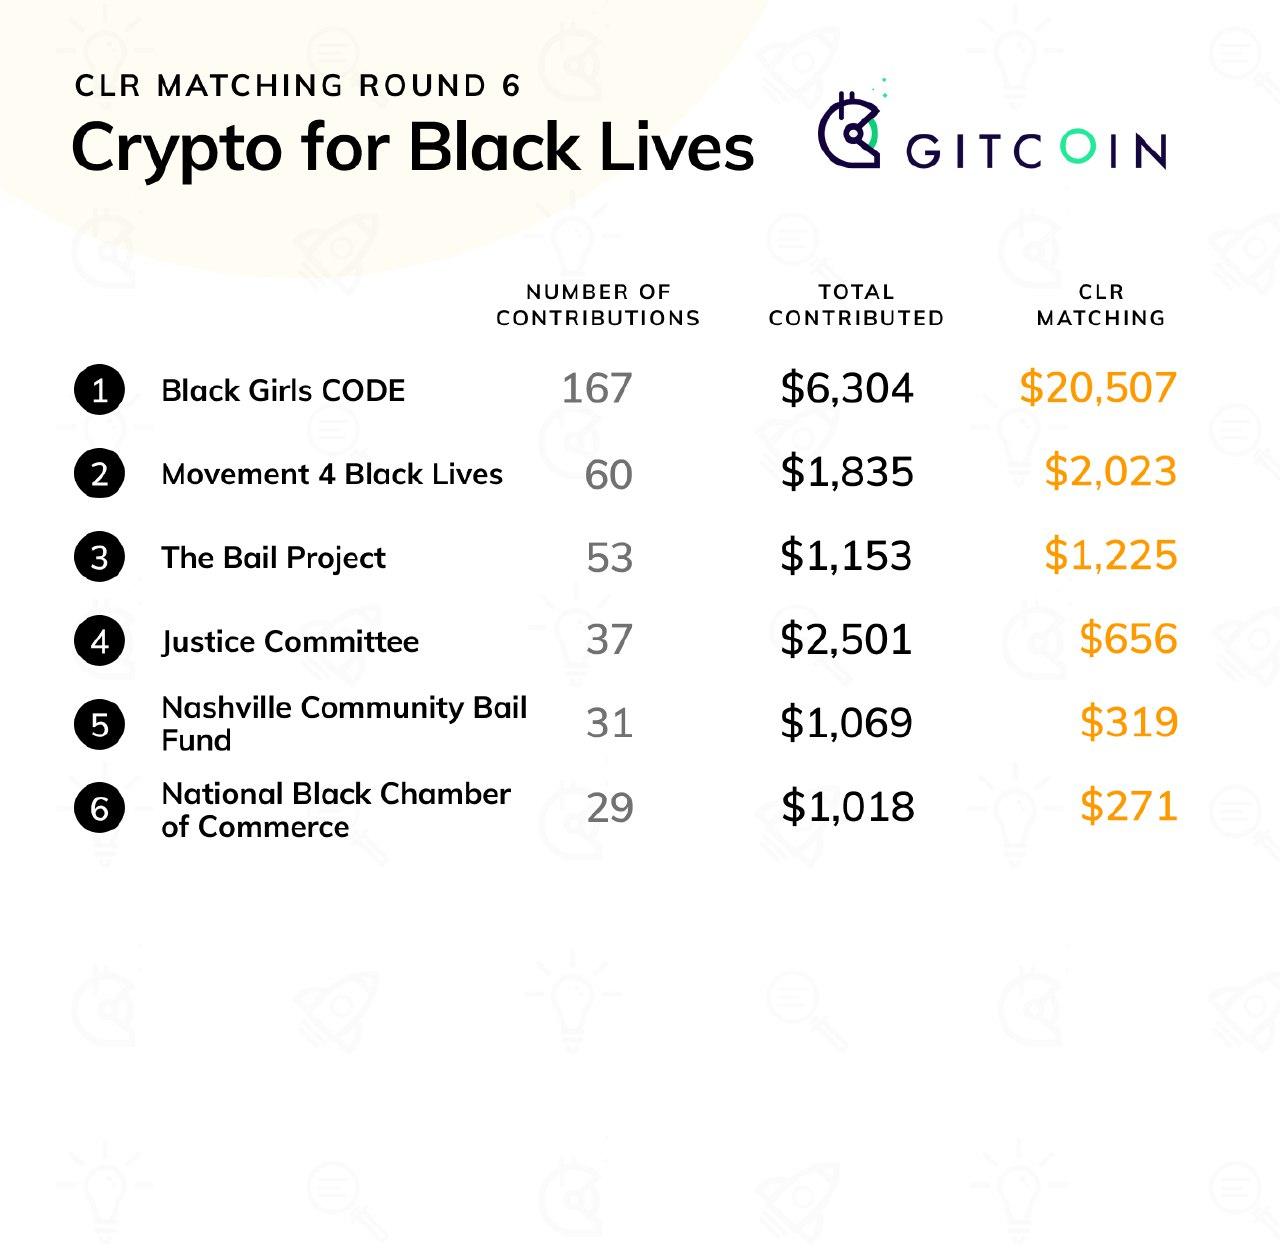 CLR MATCHING ROUND 6
Crypto for Black Lives
GITCOIN
NUMBER OF
CONTRIBUTIONS
TOTAL
CONTRIBUTED
CLR
MATCHING
1 Black Girls CODE 167 $6,304 $20,507
2 Movement 4 Black Lives 60 $1,835 $2,023
3 The Bail Project 53 $1,153 $1,225
4 Justice Committee 37 $2,501 $656
5 Nashville Community Bail
Fund 31 $1,069 $319
6 National Black Chamber
of Commerce 29 $1,018 $271